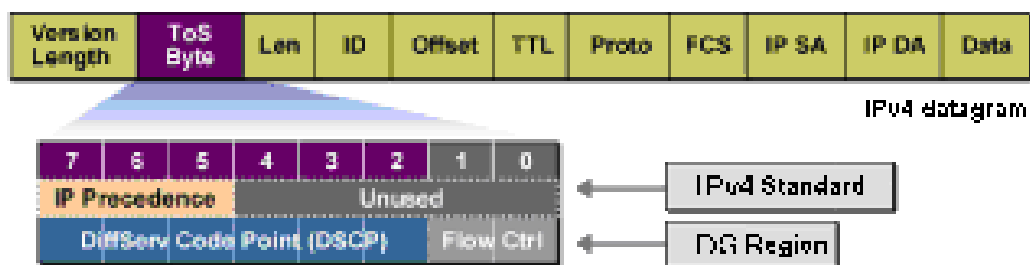 Version Length
ToS Byte
Len
ID
Offset
TTL
Proto
FCS
IP SA
IP DA
Data
IPv4 datagram
7 6 5 4 3 2 1 0
IP Precedence
Unused
IPv4 Standard
DiffServ Code Point (DSCP)
Flow Ctrl
DG Region